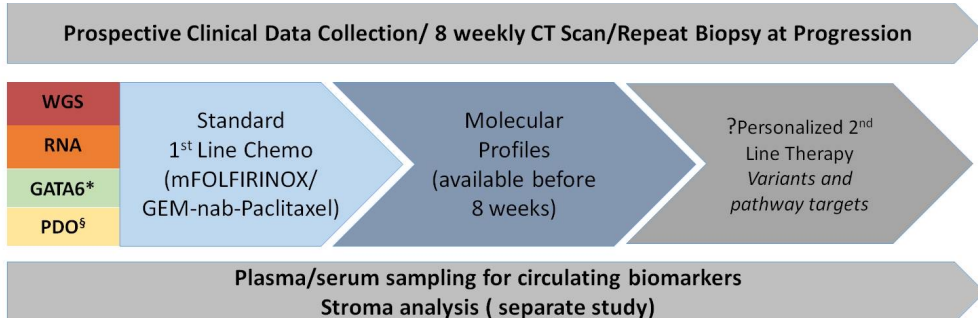 Prospective Clinical Data Collection/ 8 weekly CT Scan/Repeat Biopsy at Progression
WGS
RNA
GATA6*
PDO§
Standard
1st Line Chemo
(mFOLFIRINOX/
GEM-nab-Paclitaxel)
Molecular
Profiles
(available before
8 weeks)
?Personalized 2nd
Line Therapy
Variants and
pathway targets
Plasma/serum sampling for circulating biomarkers
Stroma analysis ( separate study)